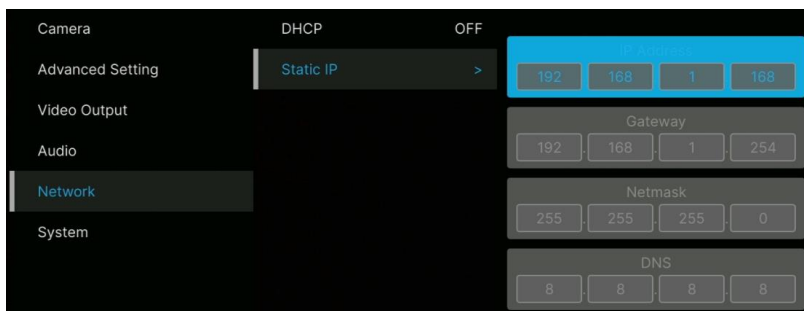 Camera
Advanced Setting
Video Output
Audio
Network
System
DHCP OFF
Static IP >
IP Address
192 168 1 168
Gateway
192 . 168 . 1 . 254
Netmask
255 . 255 . 255 . 0
DNS
8 . 8 . 8 . 8